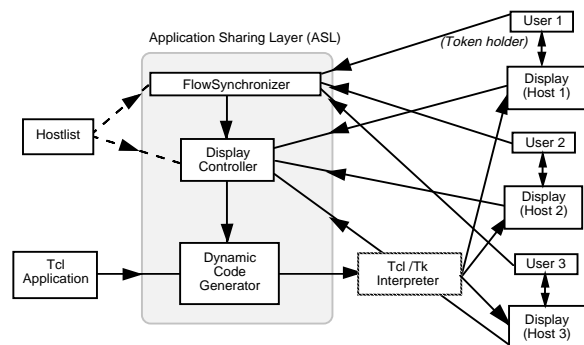 User 1
Application Sharing Layer (ASL)
(Token holder)
FlowSynchronizer
Display
(Host 1)
Hostlist
User 2
Display
Controller
Display
(Host 2)
Tcl
Application
Dynamic
Code
Generator
Tcl /Tk
Interpreter
User 3
Display
(Host 3)